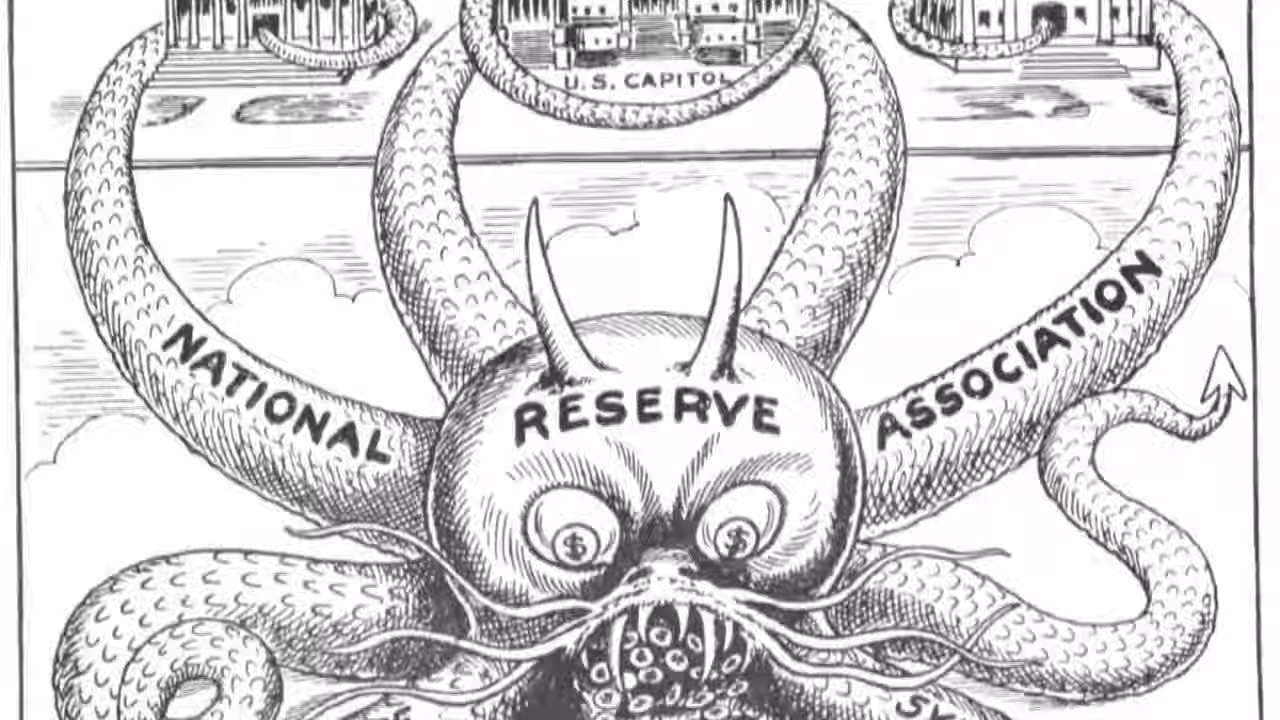 U.S. CAPITOL
NATIONAL
RESERVE
ASSOCIATION
$ $